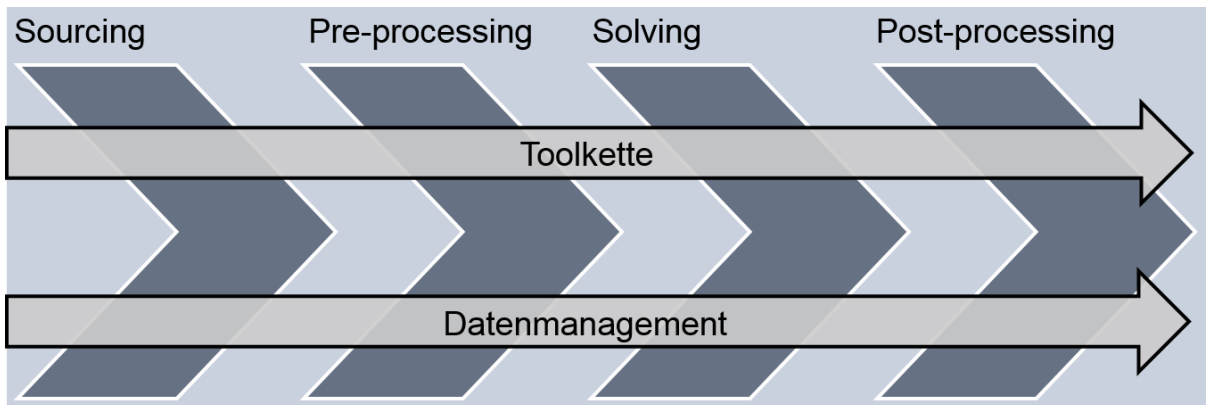 Sourcing
Pre-processing
Solving
Post-processing
Toolkette
Datenmanagement